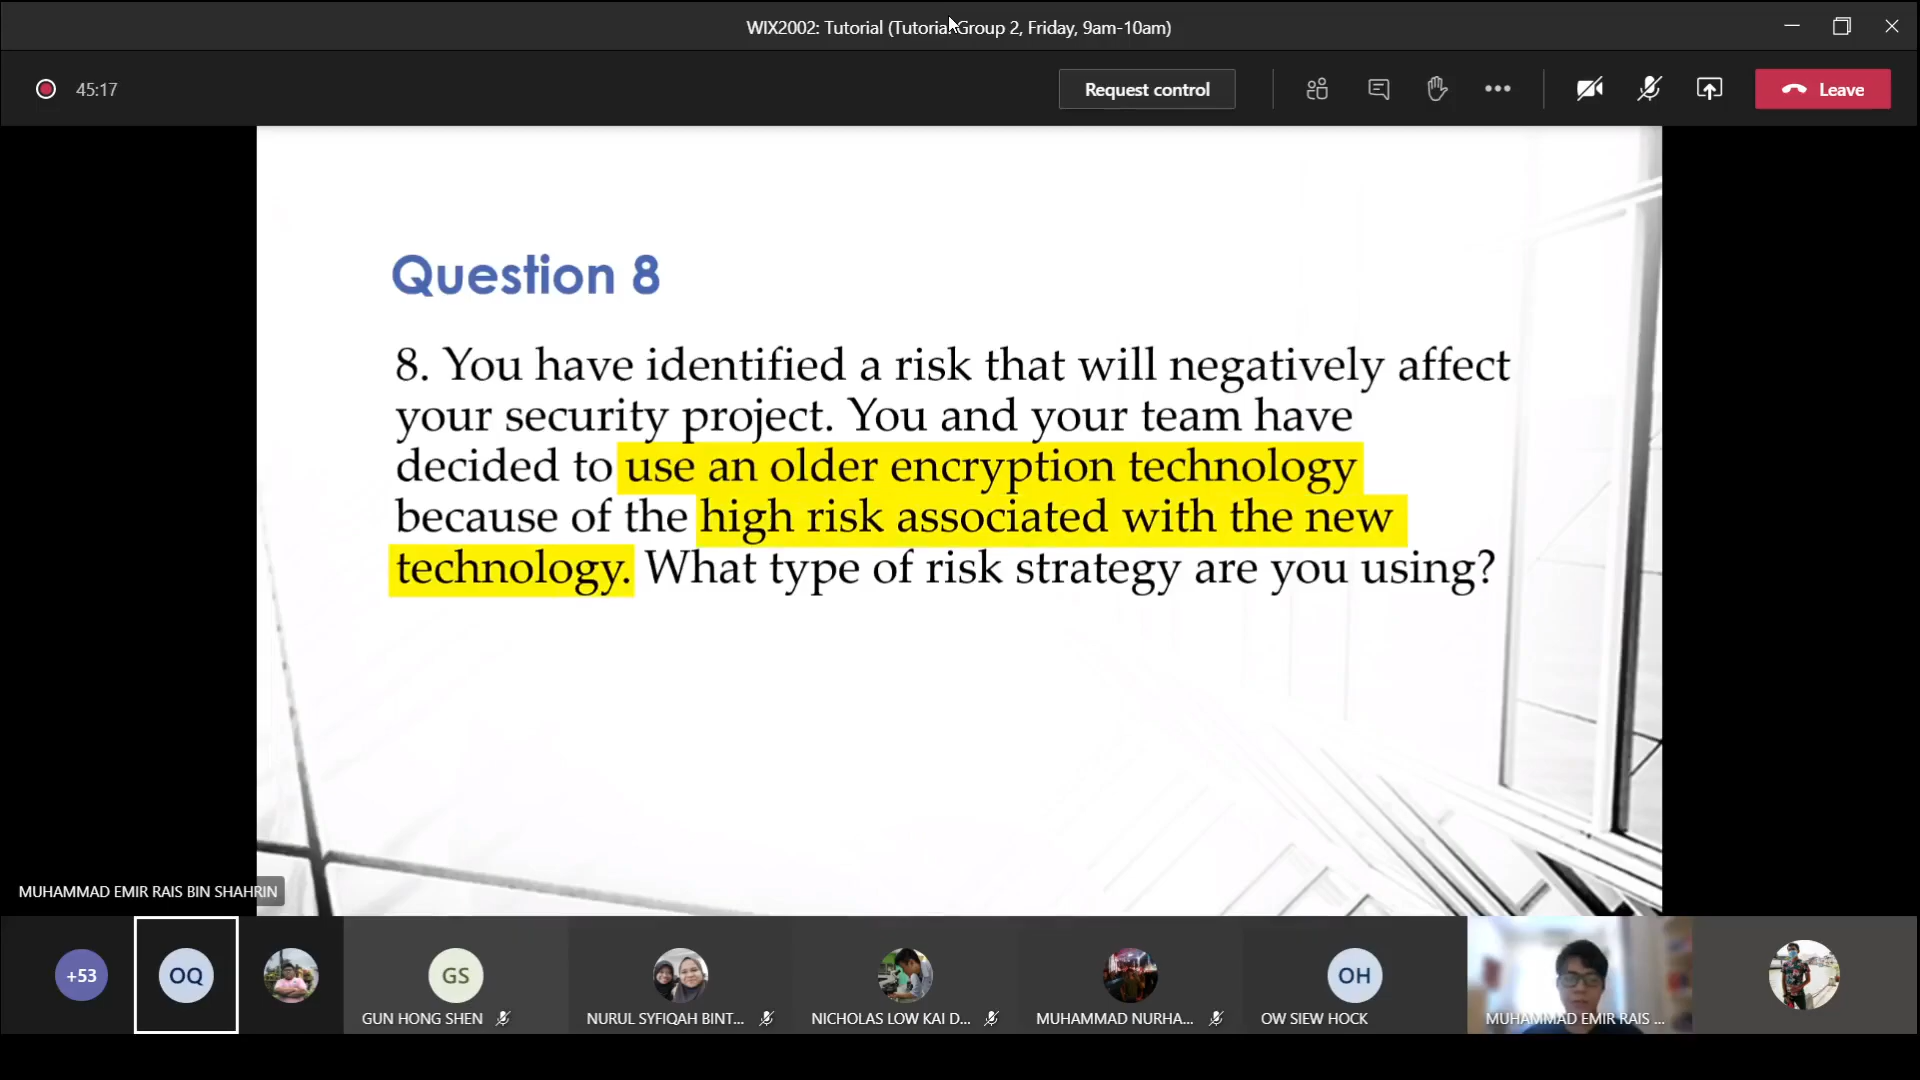 WIX2002: Tutorial (Tutorial Group 2, Friday, 9am-10am)
45:17
Request control
Leave
Question 8
8. You have identified a risk that will negatively affect
your security project. You and your team have
decided to use an older encryption technology
because of the high risk associated with the new
technology. What type of risk strategy are you using?
MUHAMMAD EMIR RAIS BIN SHAHRIN
+53
OQ
GS
GUN HONG SHEN
NURUL SYFIQAH BINT...
NICHOLAS LOW KAI D...
MUHAMMAD NURHA...
OH
OW SIEW HOCK
MUHAMMAD EMIR RAIS ...